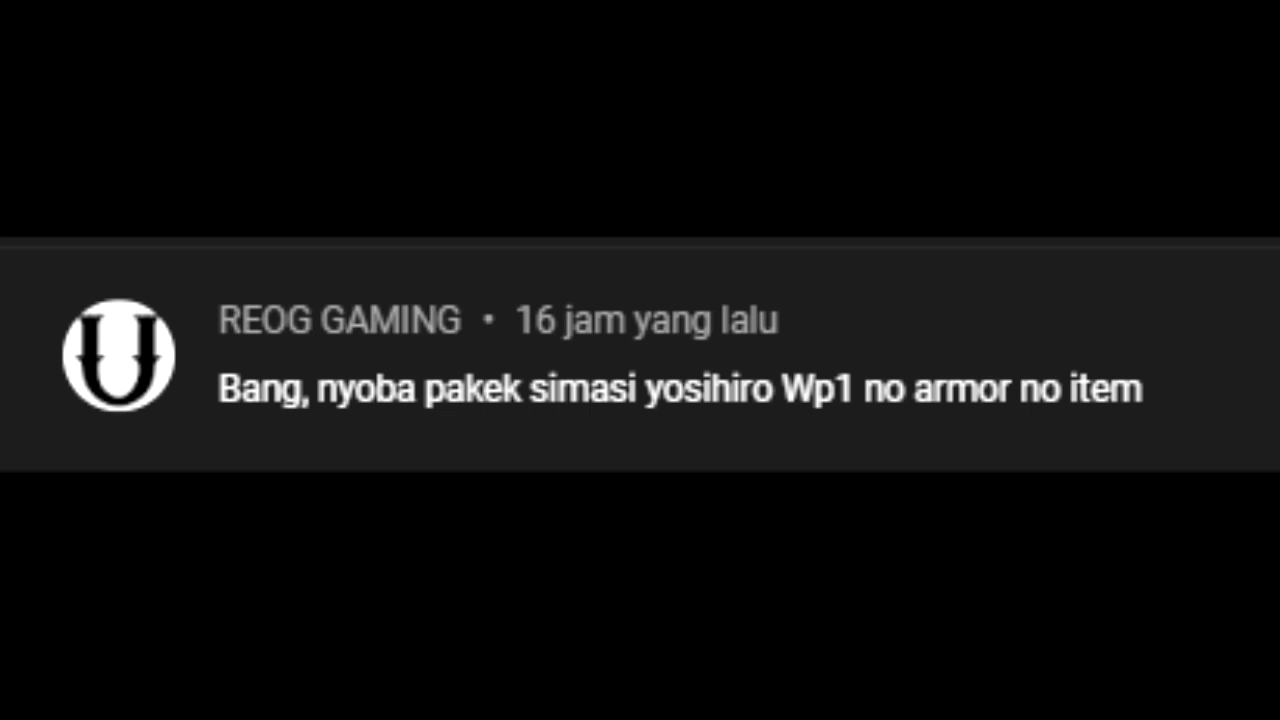 U
REOG GAMING • 16 jam yang lalu
Bang, nyoba pakek simasi yosihiro Wp1 no armor no item